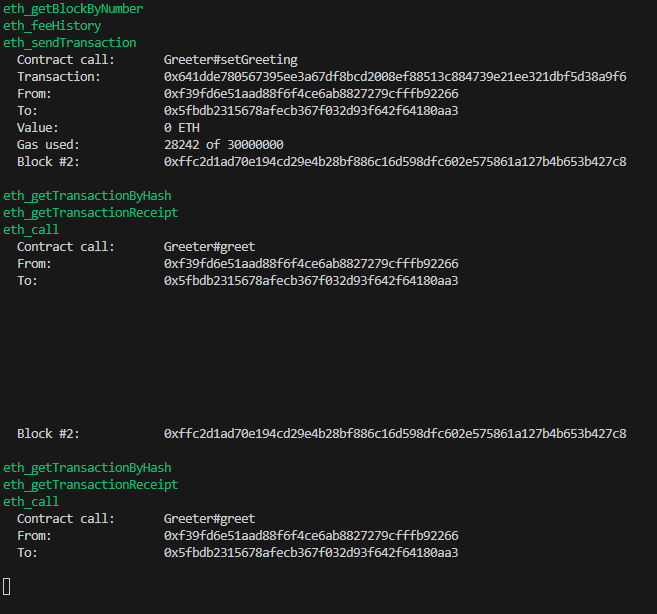 eth_getBlockByNumber
eth_feeHistory
eth_sendTransaction
Contract call: Greeter#setGreeting
Transaction: 0x641dde780567395ee3a67df8bcd2008ef88513c884739e21ee321dbf5d38a9f6
From: 0xf39fd6e51aad88f6f4ce6ab8827279cfffb92266
To: 0x5fbdb2315678afecb367f032d93f642f64180aa3
Value: 0 ETH
Gas used: 28242 of 30000000
Block #2: 0xffc2d1ad70e194cd29e4b28bf886c16d598dfc602e575861a127b4b653b427c8
eth_getTransactionByHash
eth_getTransactionReceipt
eth_call
Contract call: Greeter#greet
From: 0xf39fd6e51aad88f6f4ce6ab8827279cfffb92266
To: 0x5fbdb2315678afecb367f032d93f642f64180aa3
Block #2: 0xffc2d1ad70e194cd29e4b28bf886c16d598dfc602e575861a127b4b653b427c8
eth_getTransactionByHash
eth_getTransactionReceipt
eth_call
Contract call: Greeter#greet
From: 0xf39fd6e51aad88f6f4ce6ab8827279cfffb92266
To: 0x5fbdb2315678afecb367f032d93f642f64180aa3